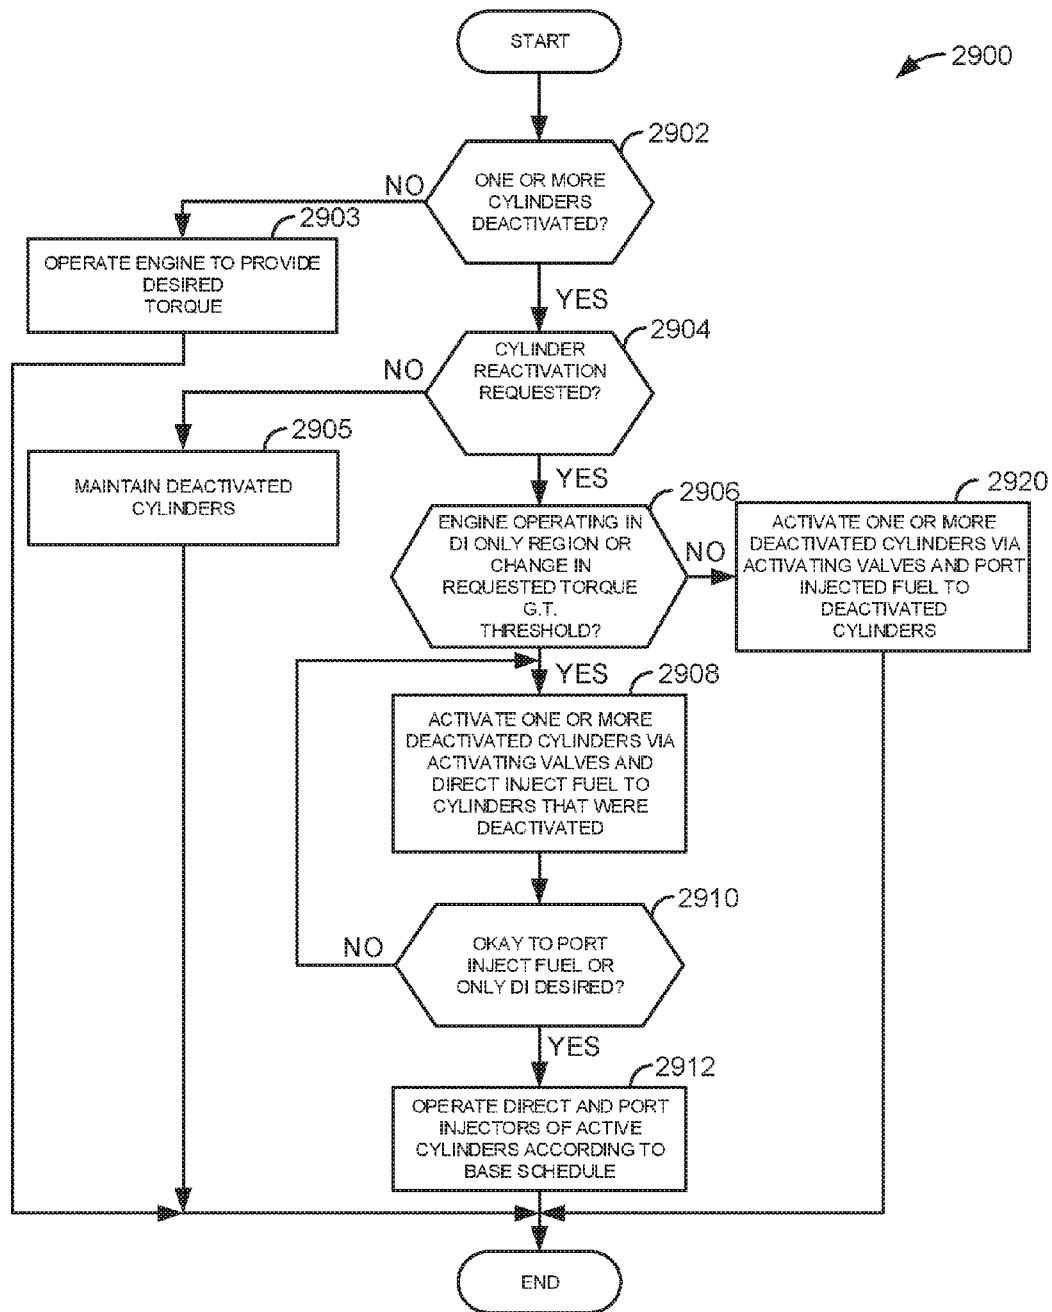 START
2900
2902
ONE OR MORE
CYLINDERS
DEACTIVATED?
NO
2903
OPERATE ENGINE TO PROVIDE
DESIRED
TORQUE
YES
2904
CYLINDER
REACTIVATION
REQUESTED?
NO
2905
MAINTAIN DEACTIVATED
CYLINDERS
YES
2906
ENGINE OPERATING IN
DI ONLY REGION OR
CHANGE IN
REQUESTED TORQUE
G.T.
THRESHOLD?
NO
2920
ACTIVATE ONE OR MORE
DEACTIVATED CYLINDERS VIA
ACTIVATING VALVES AND PORT
INJECTED FUEL TO
DEACTIVATED
CYLINDERS
YES
2908
ACTIVATE ONE OR MORE
DEACTIVATED CYLINDERS VIA
ACTIVATING VALVES AND
DIRECT INJECT FUEL TO
CYLINDERS THAT WERE
DEACTIVATED
2910
NO
OKAY TO PORT
INJECT FUEL OR
ONLY DI DESIRED?
YES
2912
OPERATE DIRECT AND PORT
INJECTORS OF ACTIVE
CYLINDERS ACCORDING TO
BASE SCHEDULE
END